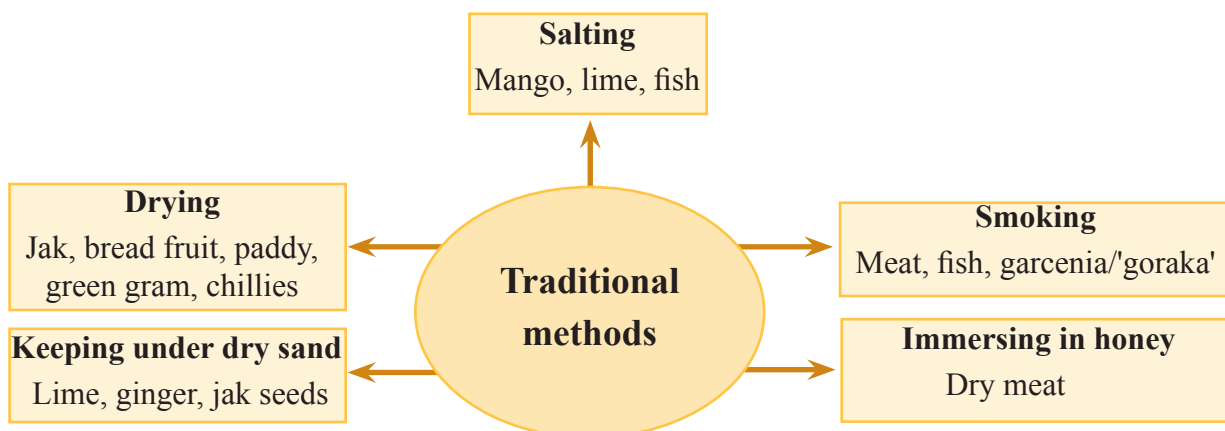 Salting
Mango, lime, fish
Drying
Jak, bread fruit, paddy,
green gram, chillies
Smoking
Meat, fish, garcenia/'goraka'
Traditional
methods
Keeping under dry sand
Lime, ginger, jak seeds
Immersing in honey
Dry meat